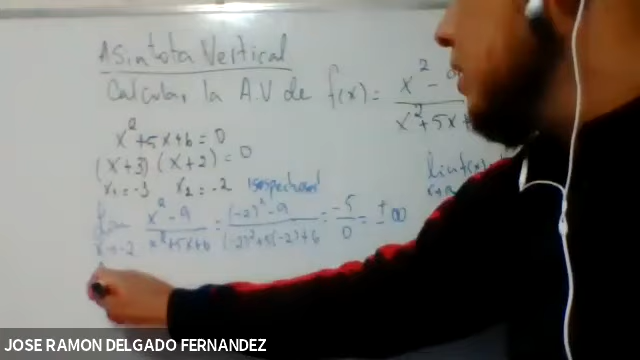 Asintota Vertical
Calcular la A.V de f(x) = x² - 9 / x² + 5x +
x² + 5x + 6 = 0
(x+3) (x+2) = 0
x₁ = -3 x₂ = -2
lim x→-2 x² - 9 / x² + 5x + 6 = (-2)² - 9 / (-2)² + 5(-2) + 6 = -5 / 0 = ± ∞
JOSE RAMON DELGADO FERNANDEZ